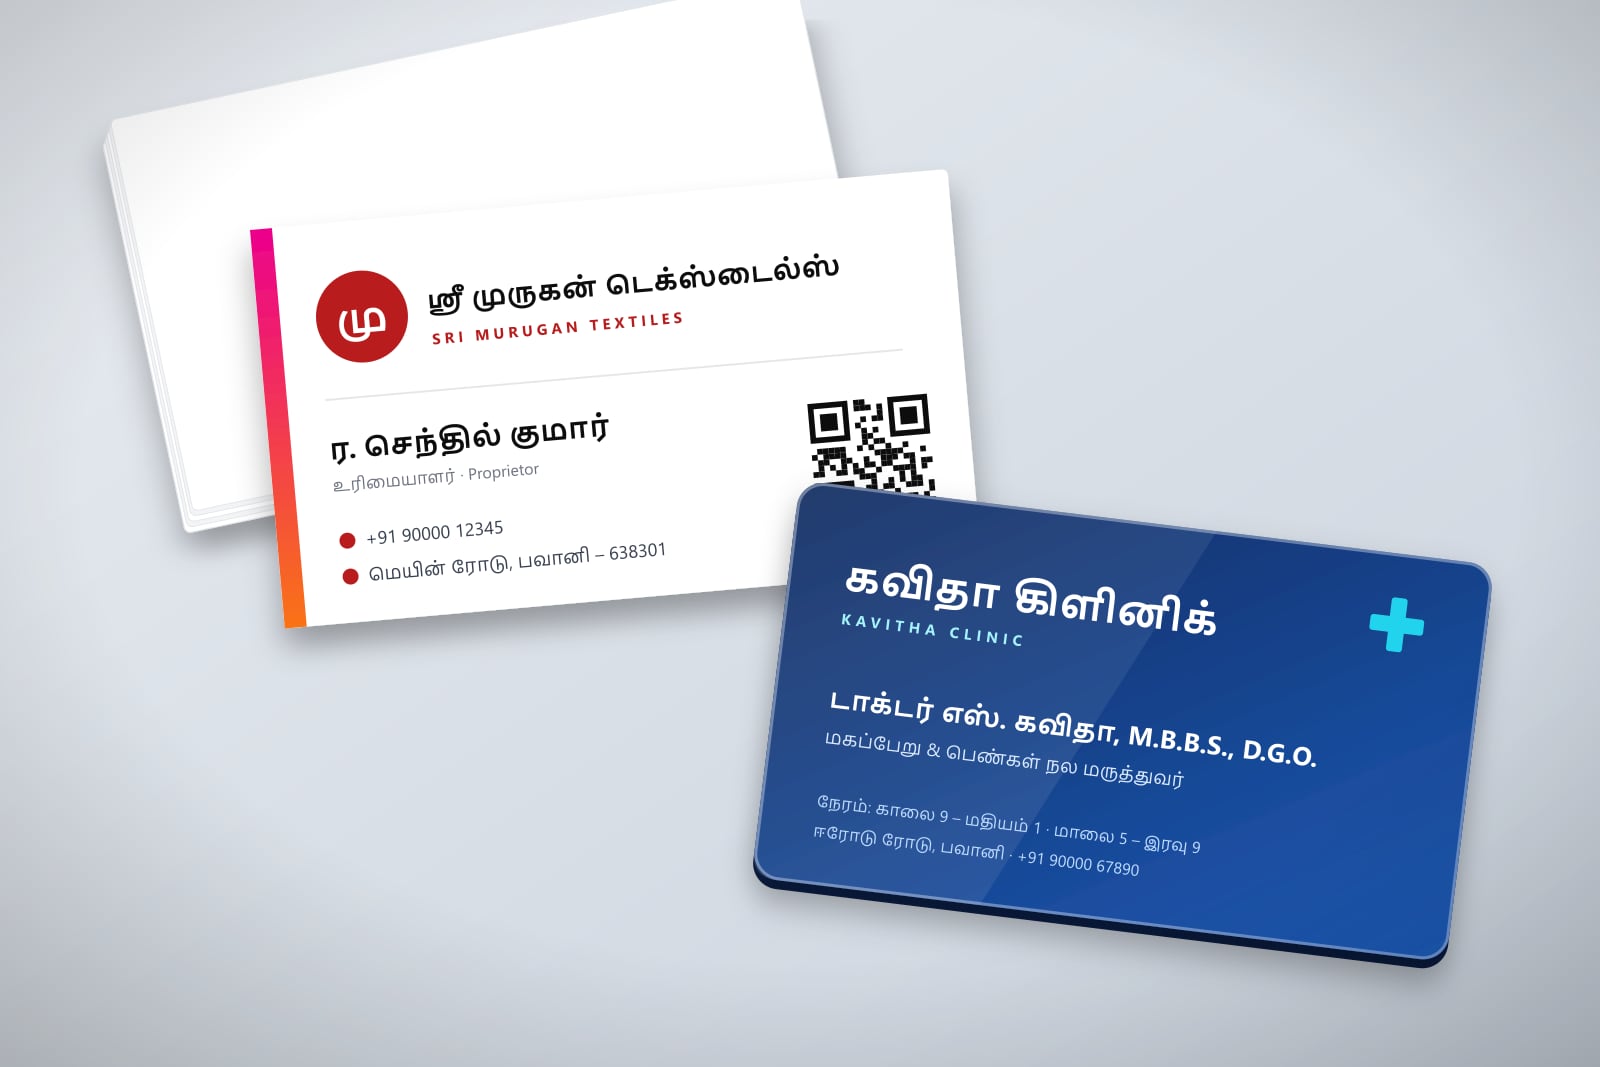 மு
ஸ்ரீ முருகன் டெக்ஸ்டைல்ஸ்
SRI MURUGAN TEXTILES
ர. செந்தில் குமார்
உரிமையாளர் · Proprietor
+91 90000 12345
மெயின் ரோடு, பவானி – 638301
கவிதா கிளினிக்
KAVITHA CLINIC
டாக்டர் எஸ். கவிதா, M.B.B.S., D.G.O.
மகப்பேறு & பெண்கள் நல மருத்துவர்
நேரம்: காலை 9 – மதியம் 1 · மாலை 5 – இரவு 9
ஈரோடு ரோடு, பவானி · +91 90000 67890